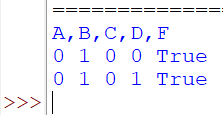 ==============
A,B,C,D,F
0 1 0 0 True
0 1 0 1 True
>>>